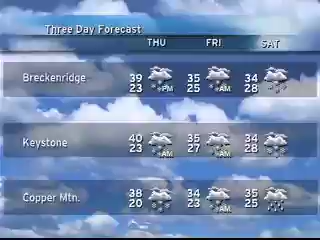 Three Day Forecast
THU FRI SAT
Breckenridge 39 35 34
23 PM 25 AM 28
Keystone 40 35 34
23 AM 27 AM 28
Copper Mtn. 38 34 35
20 23 AM 25